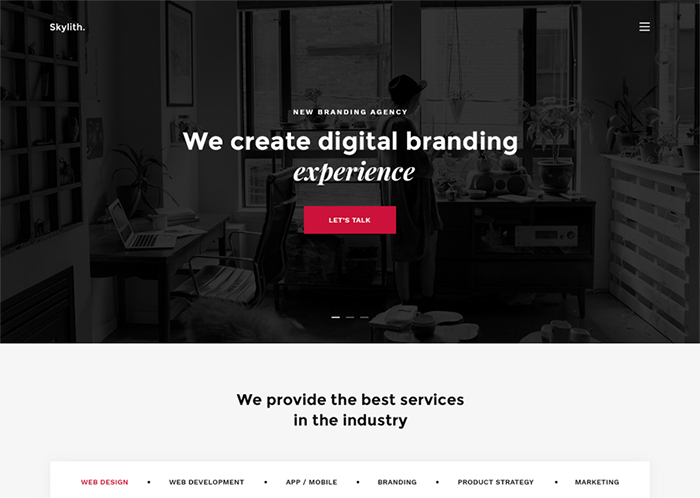 Skylith.
NEW BRANDING AGENCY
We create digital branding
experience
LET'S TALK
We provide the best services
in the industry
WEB DESIGN • WEB DEVELOPMENT • APP / MOBILE • BRANDING • PRODUCT STRATEGY • MARKETING